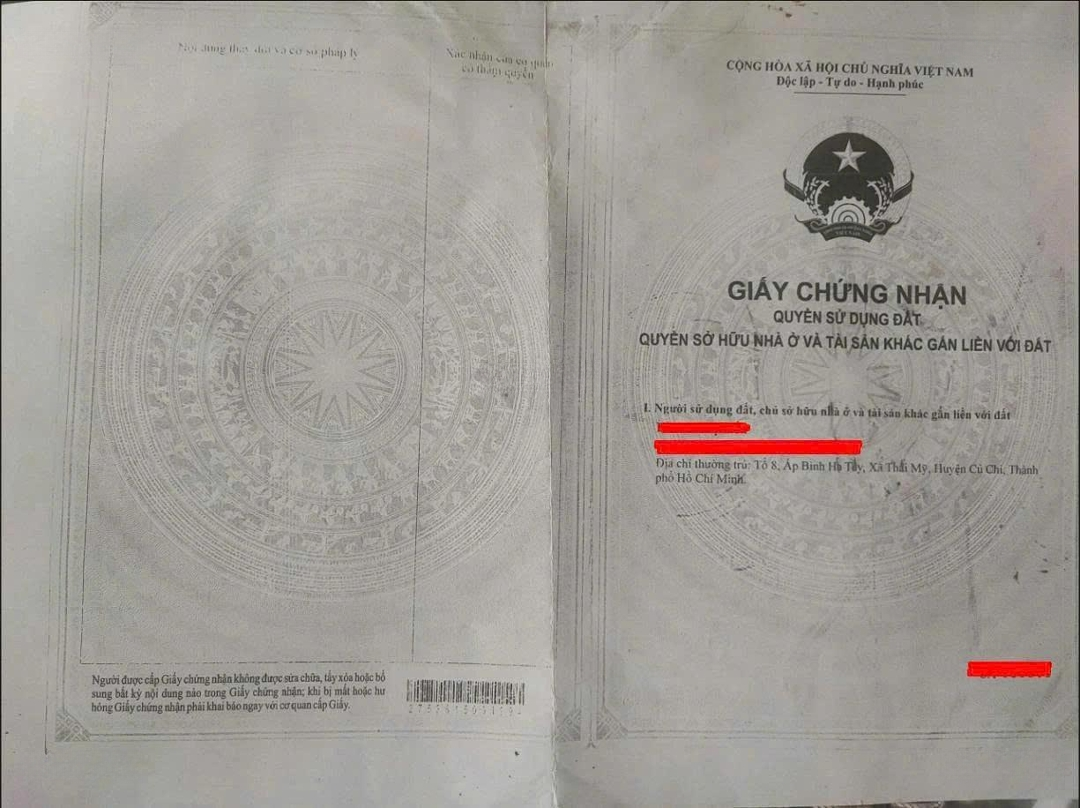 Nội dung thay đổi và cơ sở pháp lý
Xác nhận của cơ quan
có thẩm quyền
Người được cấp Giấy chứng nhận không được sửa chữa, tẩy xóa hoặc bổ
sung bất kỳ nội dung nào trong Giấy chứng nhận; khi bị mất hoặc hư
hỏng Giấy chứng nhận phải khai báo ngay với cơ quan cấp Giấy.
CỘNG HÒA XÃ HỘI CHỦ NGHĨA VIỆT NAM
Độc lập - Tự do - Hạnh phúc
GIẤY CHỨNG NHẬN
QUYỀN SỬ DỤNG ĐẤT
QUYỀN SỞ HỮU NHÀ Ở VÀ TÀI SẢN KHÁC GẮN LIỀN VỚI ĐẤT
I. Người sử dụng đất, chủ sở hữu nhà ở và tài sản khác gắn liền với đất
Địa chỉ thường trú: Tổ 8, Ấp Bình Hạ Tây, Xã Thái Mỹ, Huyện Củ Chi, Thành
phố Hồ Chí Minh.